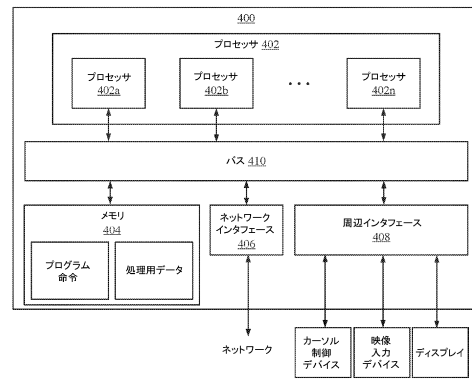 400
プロセッサ 402
プロセッサ
402a
プロセッサ
402b
・・・
プロセッサ
402n
バス 410
メモリ
404
プログラム
命令
処理用データ
ネットワーク
インタフェース
406
周辺インタフェース
408
ネットワーク
カーソル
制御
デバイス
映像
入力
デバイス
ディスプレイ